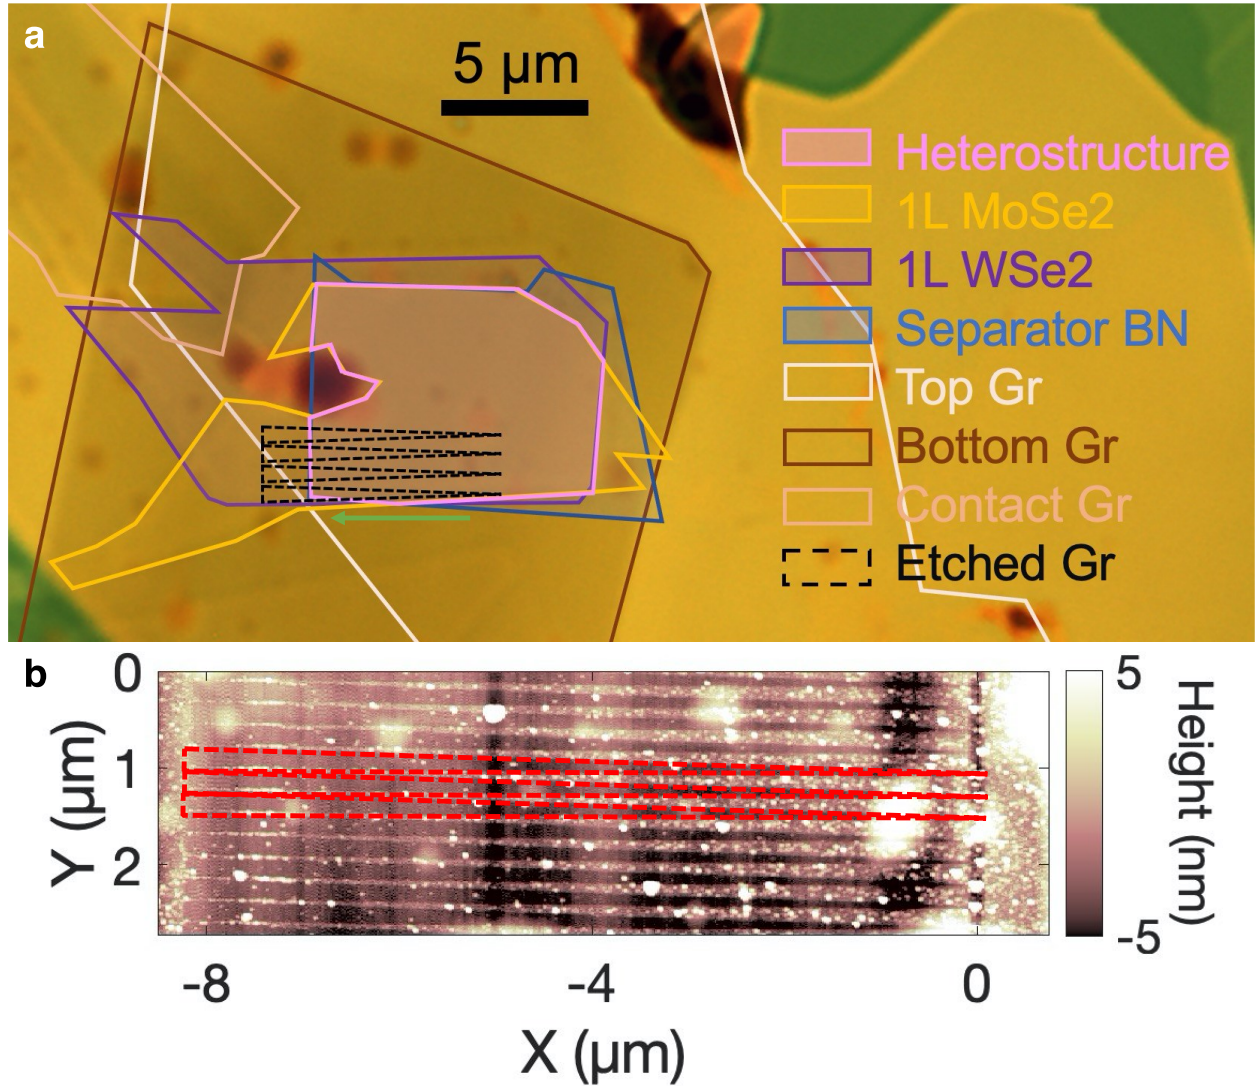 a
5 μm
Heterostructure
1L MoSe2
1L WSe2
Separator BN
Top Gr
Bottom Gr
Contact Gr
Etched Gr
b
0
1
2
Y (μm)
-8
-4
0
X (μm)
5
-5
Height (nm)